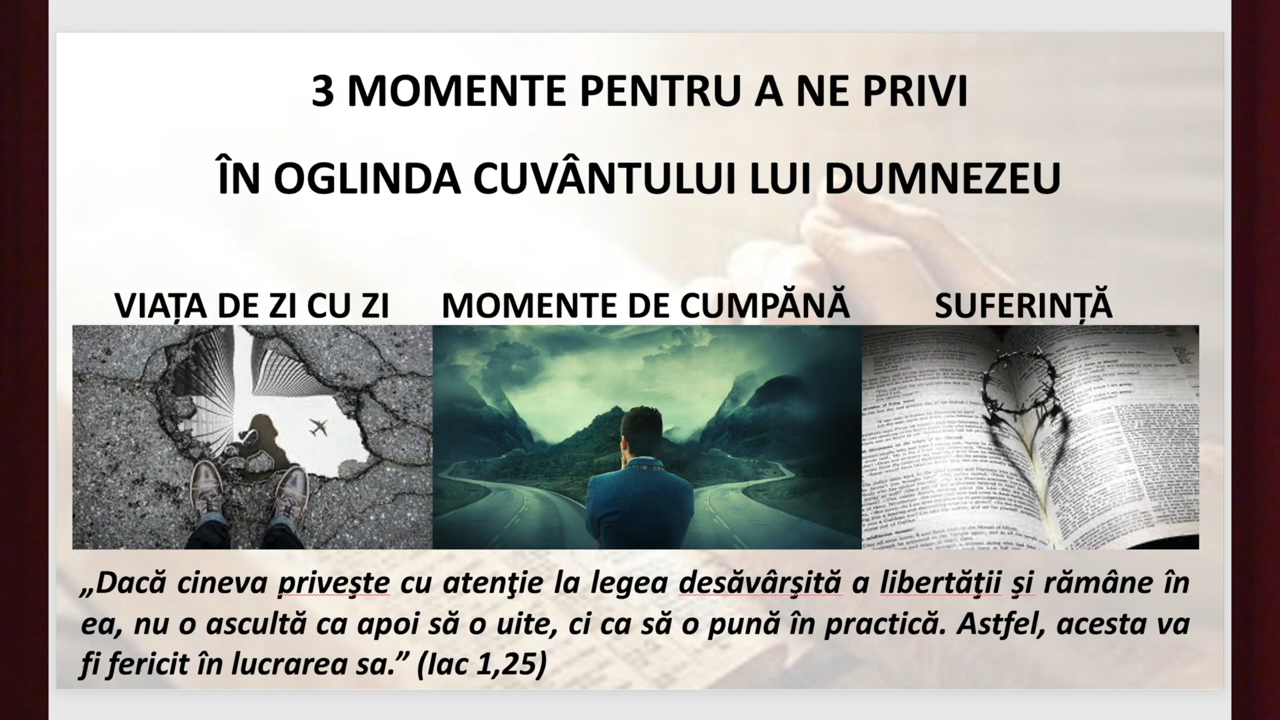 3 MOMENTE PENTRU A NE PRIVI
ÎN OGLINDA CUVÂNTULUI LUI DUMNEZEU
VIAȚA DE ZI CU ZI
MOMENTE DE CUMPĂNĂ
SUFERINȚĂ
„Dacă cineva priveşte cu atenţie la legea desăvârşită a libertăţii şi rămâne în
ea, nu o ascultă ca apoi să o uite, ci ca să o pună în practică. Astfel, acesta va
fi fericit în lucrarea sa.” (Iac 1,25)